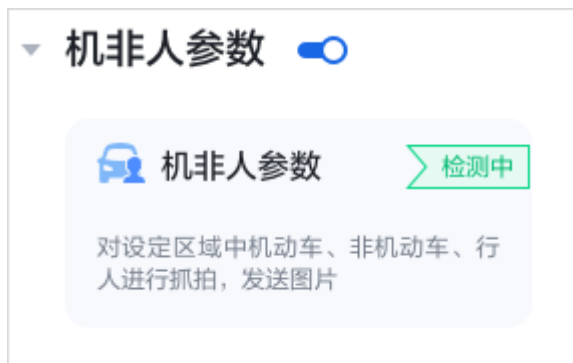 机非人参数
机非人参数
检测中
对设定区域中机动车、非机动车、行
人进行抓拍，发送图片